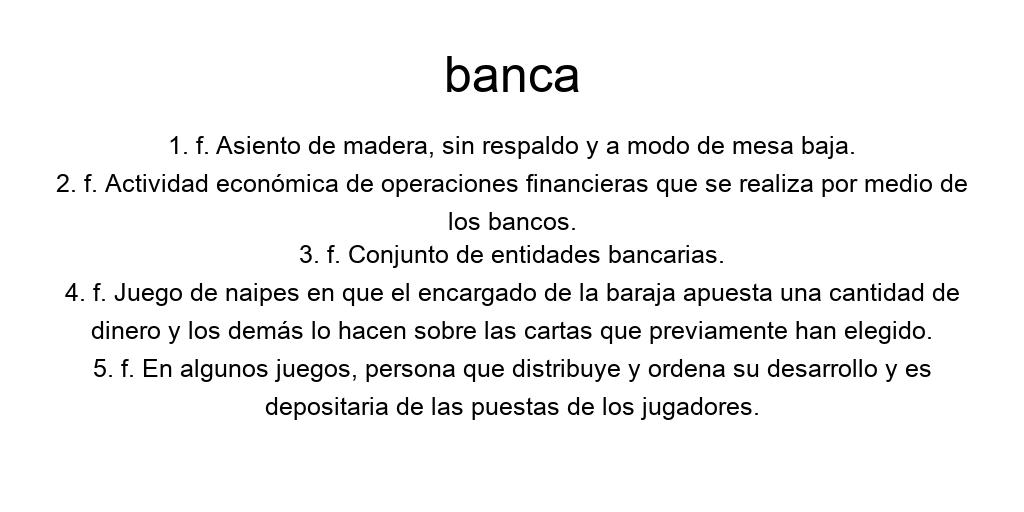 banca
1. f. Asiento de madera, sin respaldo y a modo de mesa baja.
2. f. Actividad económica de operaciones financieras que se realiza por medio de
los bancos.
3. f. Conjunto de entidades bancarias.
4. f. Juego de naipes en que el encargado de la baraja apuesta una cantidad de
dinero y los demás lo hacen sobre las cartas que previamente han elegido.
5. f. En algunos juegos, persona que distribuye y ordena su desarrollo y es
depositaria de las puestas de los jugadores.